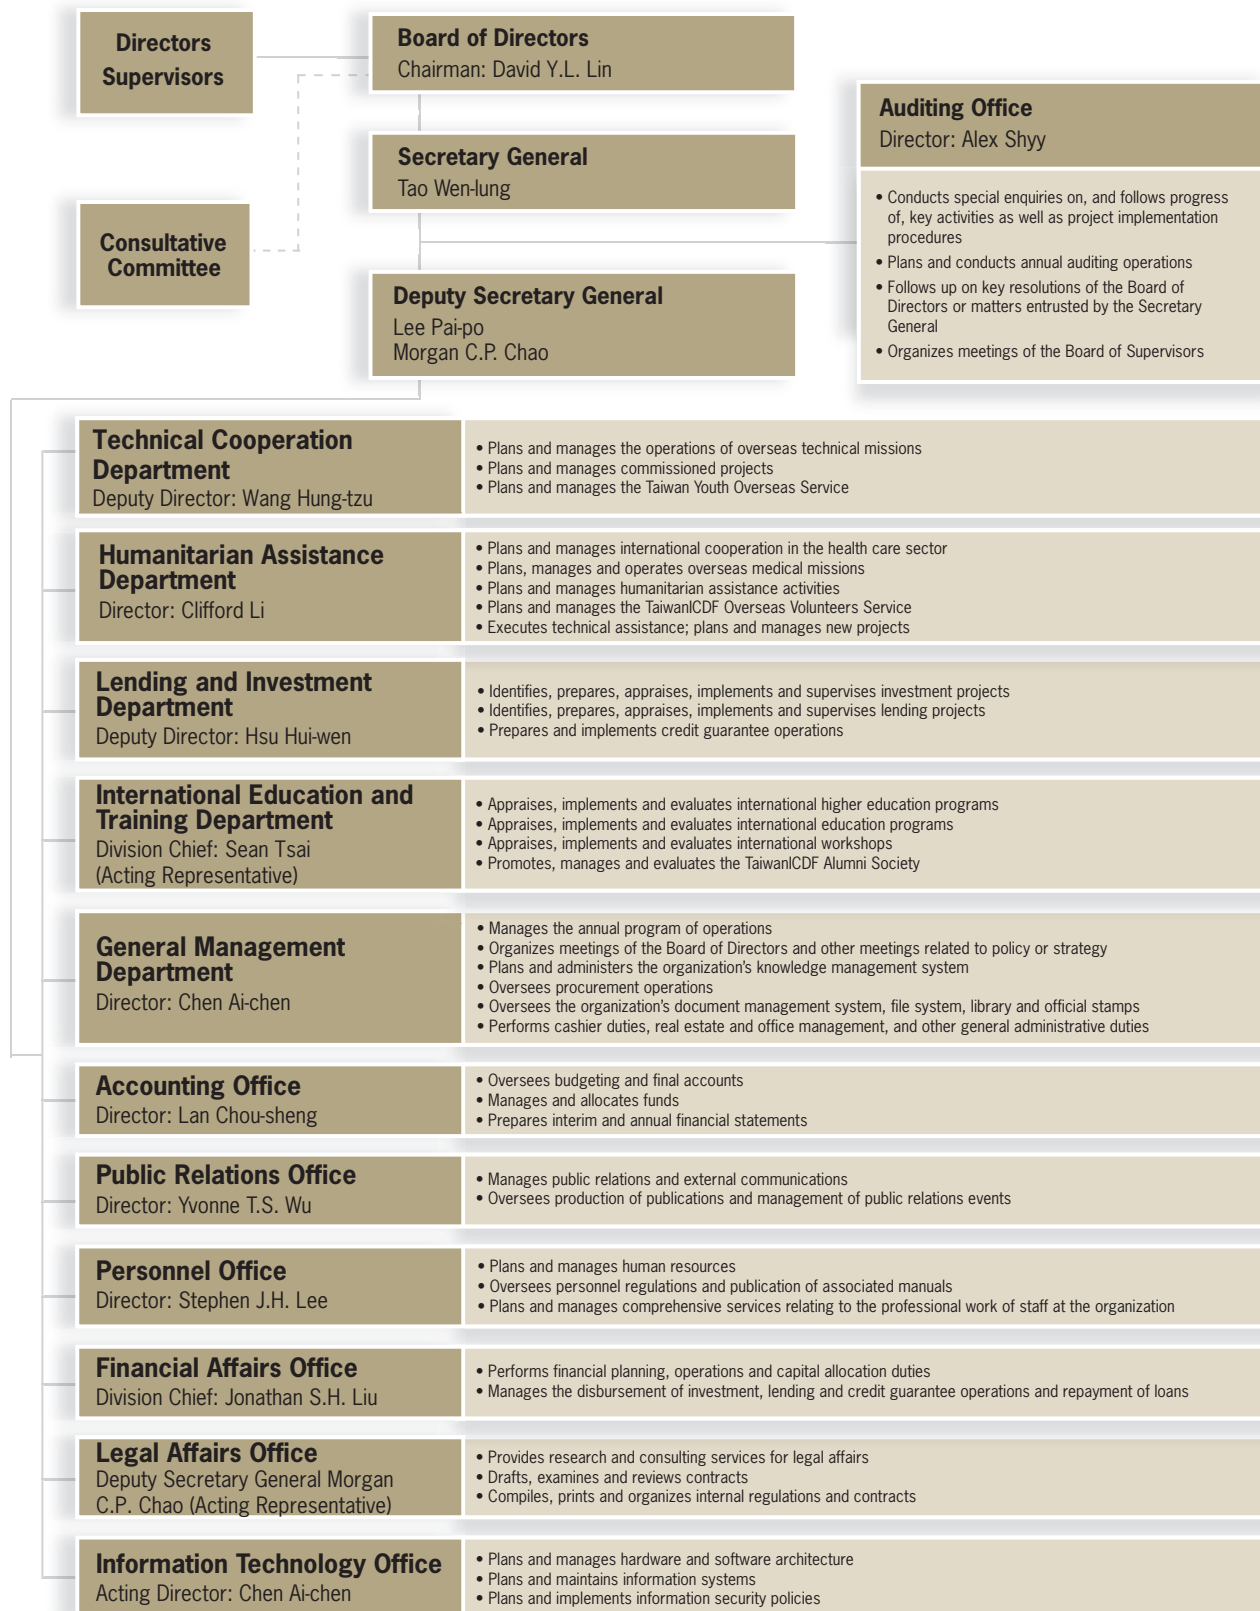 Directors
Supervisors
Board of Directors
Chairman: David Y.L. Lin
Secretary General
Tao Wen-lung
Consultative
Committee
Deputy Secretary General
Lee Pai-po
Morgan C.P. Chao
Auditing Office
Director: Alex Shyy
• Conducts special enquiries on, and follows progress
of, key activities as well as project implementation
procedures
• Plans and conducts annual auditing operations
• Follows up on key resolutions of the Board of
Directors or matters entrusted by the Secretary
General
• Organizes meetings of the Board of Supervisors
Technical Cooperation
Department
Deputy Director: Wang Hung-tzu
• Plans and manages the operations of overseas technical missions
• Plans and manages commissioned projects
• Plans and manages the Taiwan Youth Overseas Service
Humanitarian Assistance
Department
Director: Clifford Li
• Plans and manages international cooperation in the health care sector
• Plans, manages and operates overseas medical missions
• Plans and manages humanitarian assistance activities
• Plans and manages the TaiwanICDF Overseas Volunteers Service
• Executes technical assistance; plans and manages new projects
Lending and Investment
Department
Deputy Director: Hsu Hui-wen
• Identifies, prepares, appraises, implements and supervises investment projects
• Identifies, prepares, appraises, implements and supervises lending projects
• Prepares and implements credit guarantee operations
International Education and
Training Department
Division Chief: Sean Tsai
(Acting Representative)
• Appraises, implements and evaluates international higher education programs
• Appraises, implements and evaluates international education programs
• Appraises, implements and evaluates international workshops
• Promotes, manages and evaluates the TaiwanICDF Alumni Society
General Management
Department
Director: Chen Ai-chen
• Manages the annual program of operations
• Organizes meetings of the Board of Directors and other meetings related to policy or strategy
• Plans and administers the organization's knowledge management system
• Oversees procurement operations
• Oversees the organization's document management system, file system, library and official stamps
• Performs cashier duties, real estate and office management, and other general administrative duties
Accounting Office
Director: Lan Chou-sheng
• Oversees budgeting and final accounts
• Manages and allocates funds
• Prepares interim and annual financial statements
Public Relations Office
Director: Yvonne T.S. Wu
• Manages public relations and external communications
• Oversees production of publications and management of public relations events
Personnel Office
Director: Stephen J.H. Lee
• Plans and manages human resources
• Oversees personnel regulations and publication of associated manuals
• Plans and manages comprehensive services relating to the professional work of staff at the organization
Financial Affairs Office
Division Chief: Jonathan S.H. Liu
• Performs financial planning, operations and capital allocation duties
• Manages the disbursement of investment, lending and credit guarantee operations and repayment of loans
Legal Affairs Office
Deputy Secretary General Morgan
C.P. Chao (Acting Representative)
• Provides research and consulting services for legal affairs
• Drafts, examines and reviews contracts
• Compiles, prints and organizes internal regulations and contracts
Information Technology Office
Acting Director: Chen Ai-chen
• Plans and manages hardware and software architecture
• Plans and maintains information systems
• Plans and implements information security policies